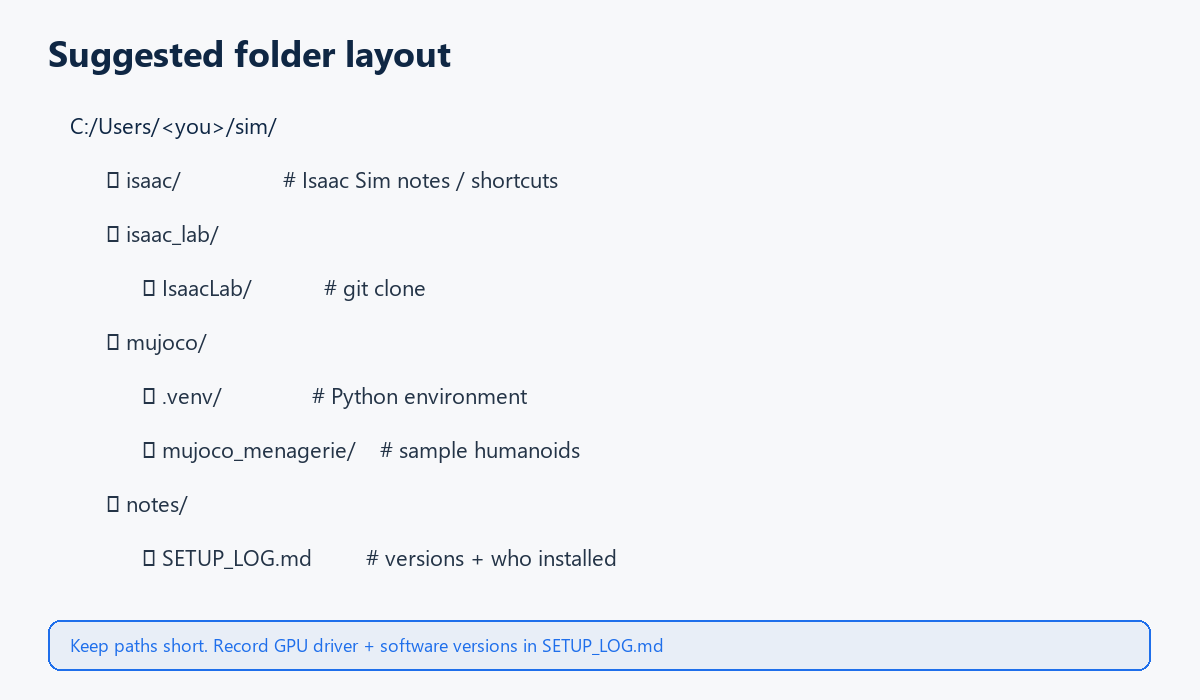 Suggested folder layout
C:/Users/<you>/sim/
isaac/ # Isaac Sim notes / shortcuts
isaac_lab/
IsaacLab/ # git clone
mujoco/
.venv/ # Python environment
mujoco_menagerie/ # sample humanoids
notes/
SETUP_LOG.md # versions + who installed
Keep paths short. Record GPU driver + software versions in SETUP_LOG.md